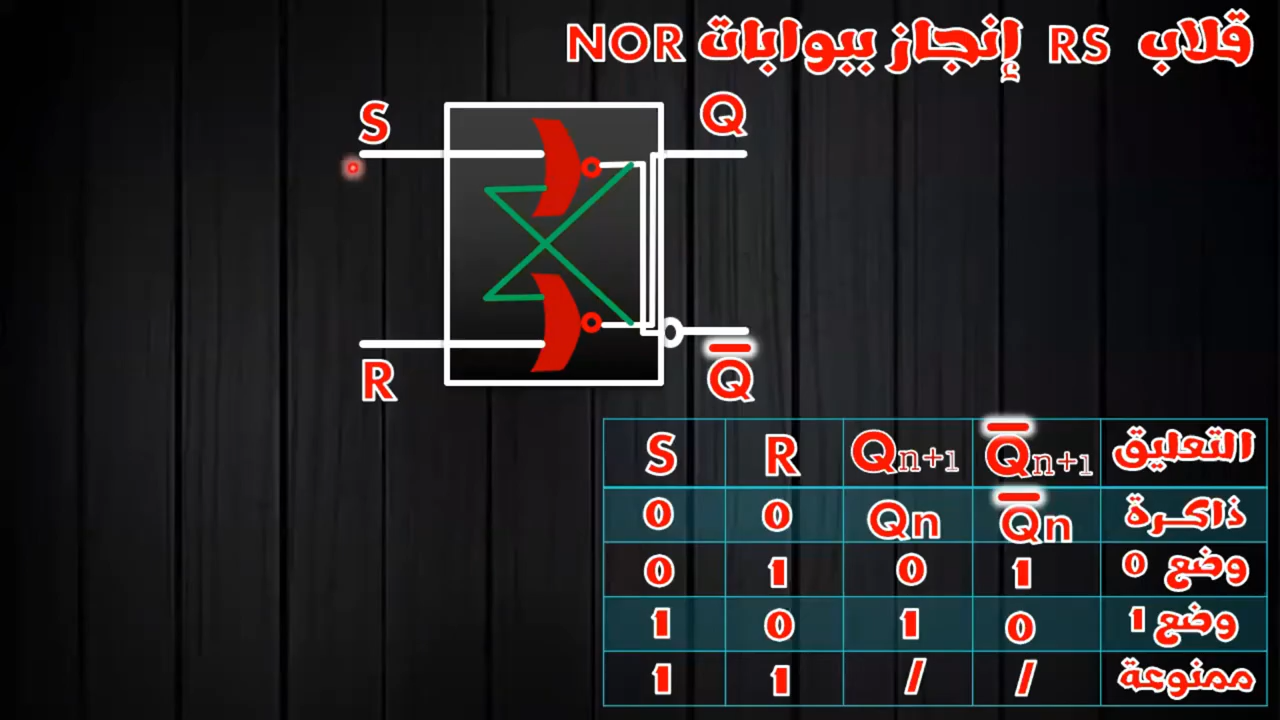 قلاب RS إنجاز ببوابات NOR
S Q
R Q̅
S R Qn+1 Q̅n+1 التعليق
0 0 Qn Q̅n ذاكرة
0 1 0 1 وضع 0
1 0 1 0 وضع 1
1 1 / / ممنوعة